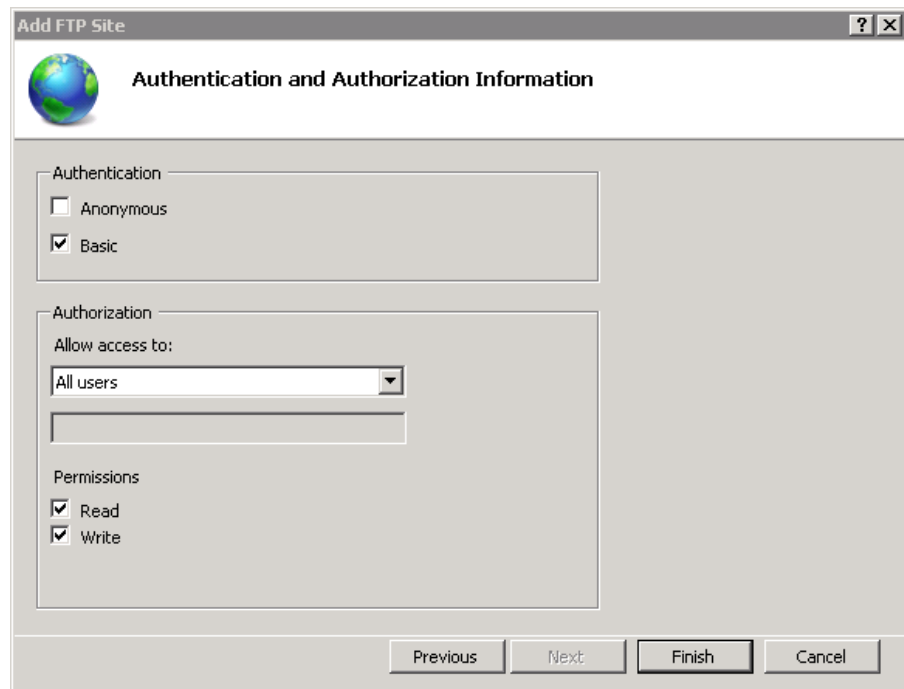 Add FTP Site
Authentication and Authorization Information
Authentication
Anonymous
Basic
Authorization
Allow access to:
All users
Permissions
Read
Write
Previous Next Finish Cancel